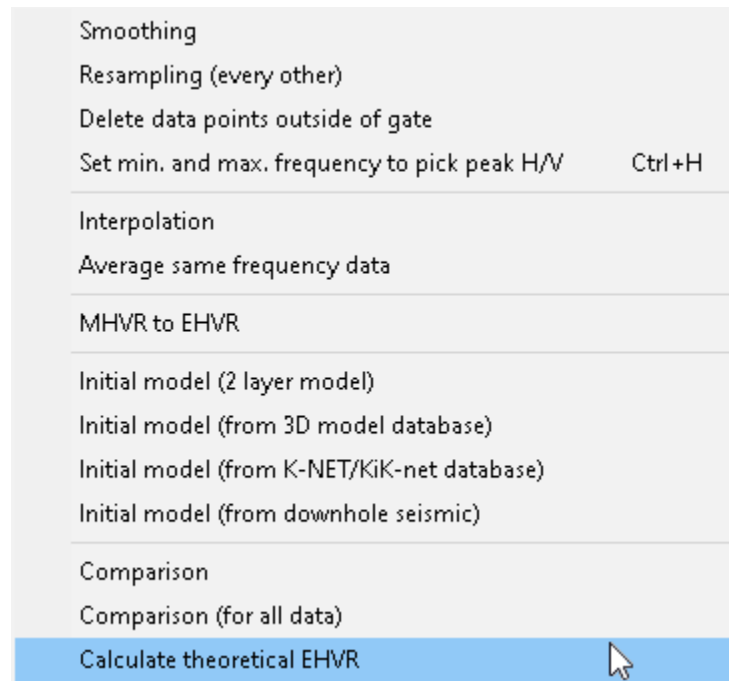 Smoothing
Resampling (every other)
Delete data points outside of gate
Set min. and max. frequency to pick peak H/V Ctrl+H
Interpolation
Average same frequency data
MHVR to EHVR
Initial model (2 layer model)
Initial model (from 3D model database)
Initial model (from K-NET/KiK-net database)
Initial model (from downhole seismic)
Comparison
Comparison (for all data)
Calculate theoretical EHVR